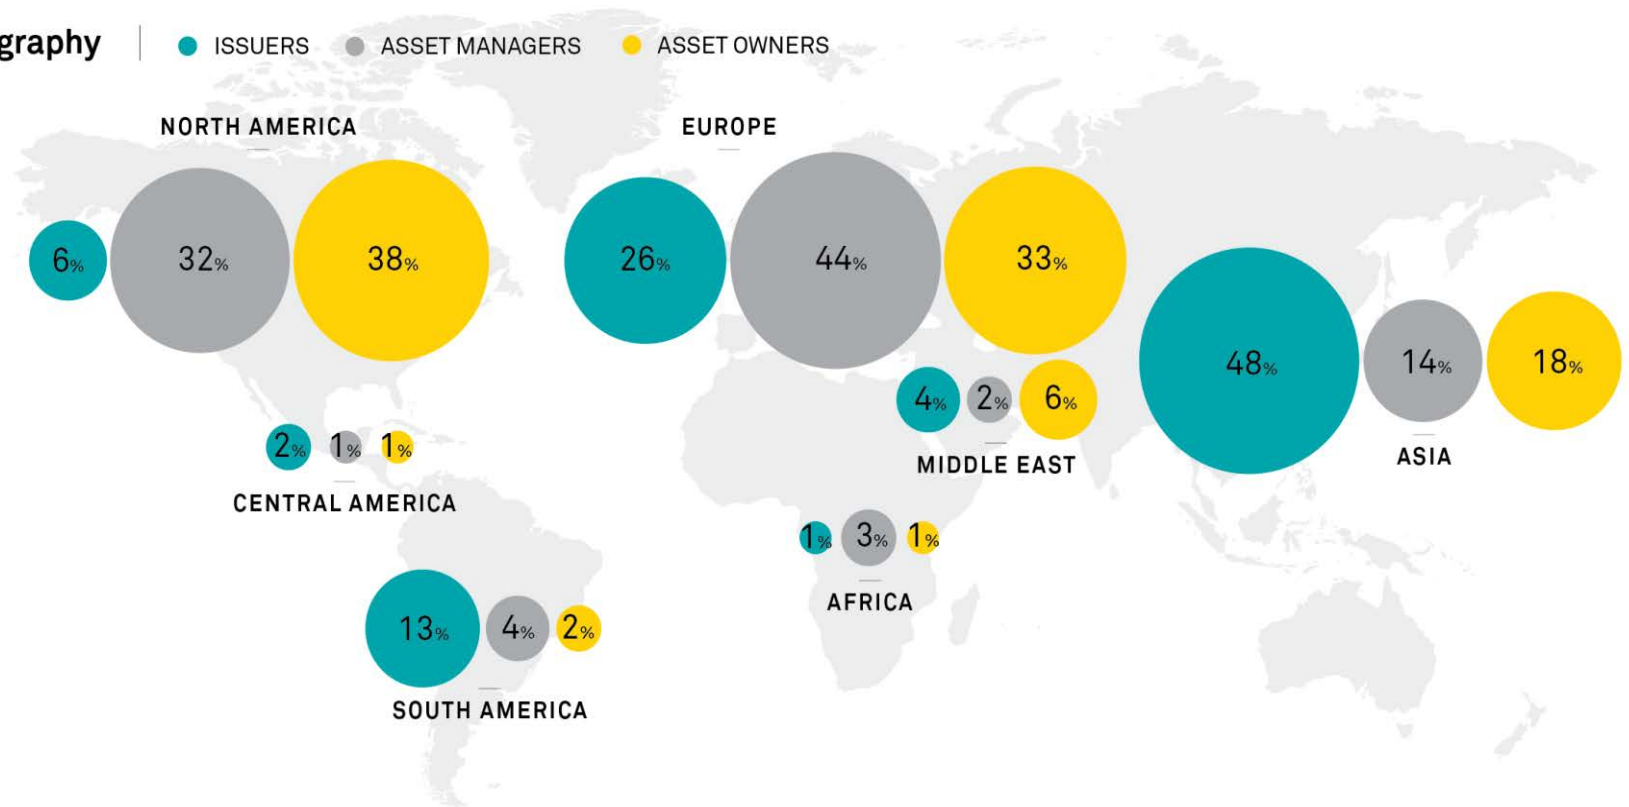 graphy
ISSUERS
ASSET MANAGERS
ASSET OWNERS
NORTH AMERICA
6%
32%
38%
EUROPE
26%
44%
33%
48%
14%
18%
ASIA
4%
2%
6%
MIDDLE EAST
2%
1%
1%
CENTRAL AMERICA
1%
3%
1%
AFRICA
13%
4%
2%
SOUTH AMERICA